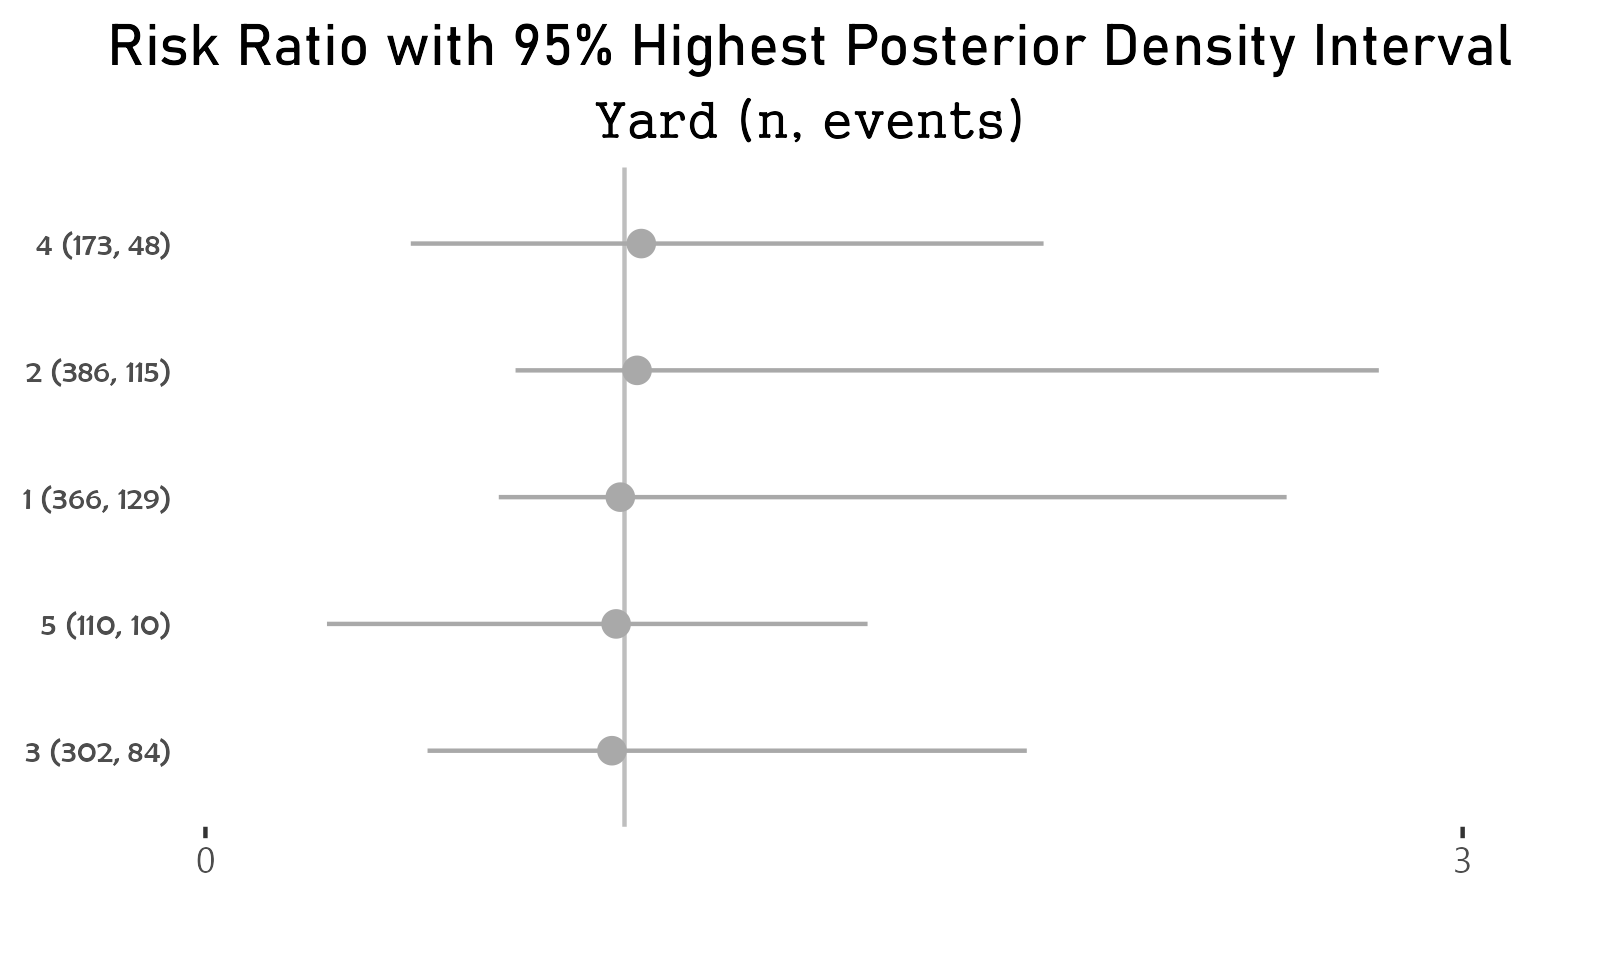 Risk Ratio with 95% Highest Posterior Density Interval
Yard (n, events)
4 (173, 48)
2 (386, 115)
1 (366, 129)
5 (110, 10)
3 (302, 84)
0
3